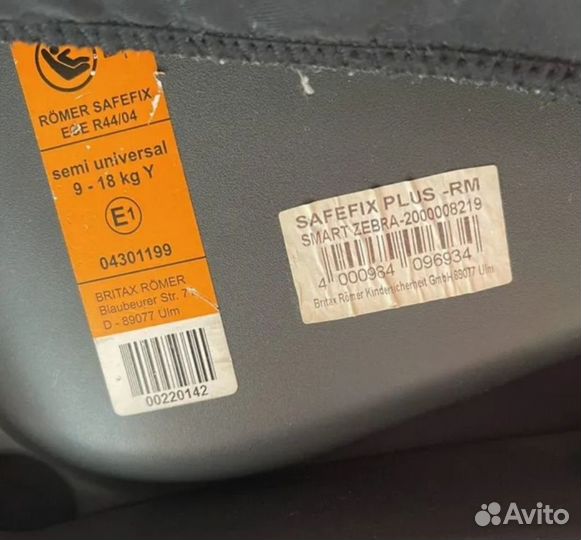 RÖMER SAFEFIX
ECE R44/04
semi universal
9 - 18 kg Y
E1
04301199
BRITAX RÖMER
Blaubeurer Str. 71
D - 89077 Ulm
00220142
SAFEFIX PLUS -RM
SMART ZEBRA-2000008219
4 000984 096934
Britax Römer Kindersicherheit GmbH 89077 Ulm
Avito